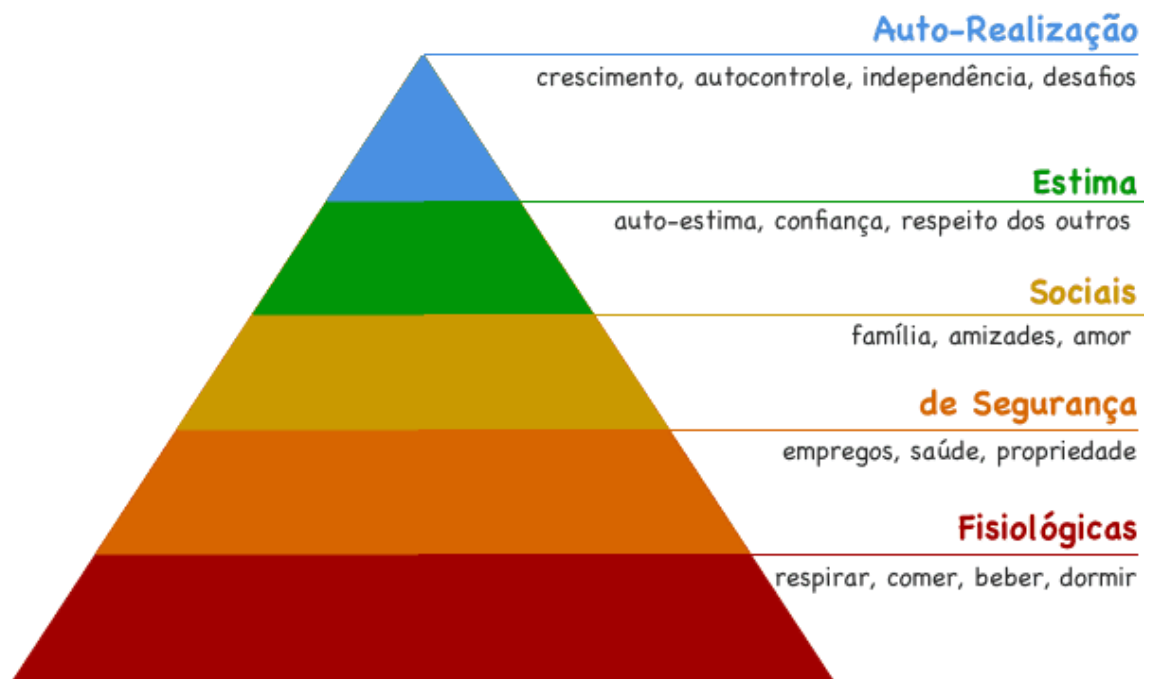 Auto-Realização
crescimento, autocontrole, independência, desafios
Estima
auto-estima, confiança, respeito dos outros
Sociais
família, amizades, amor
de Segurança
empregos, saúde, propriedade
Fisiológicas
respirar, comer, beber, dormir